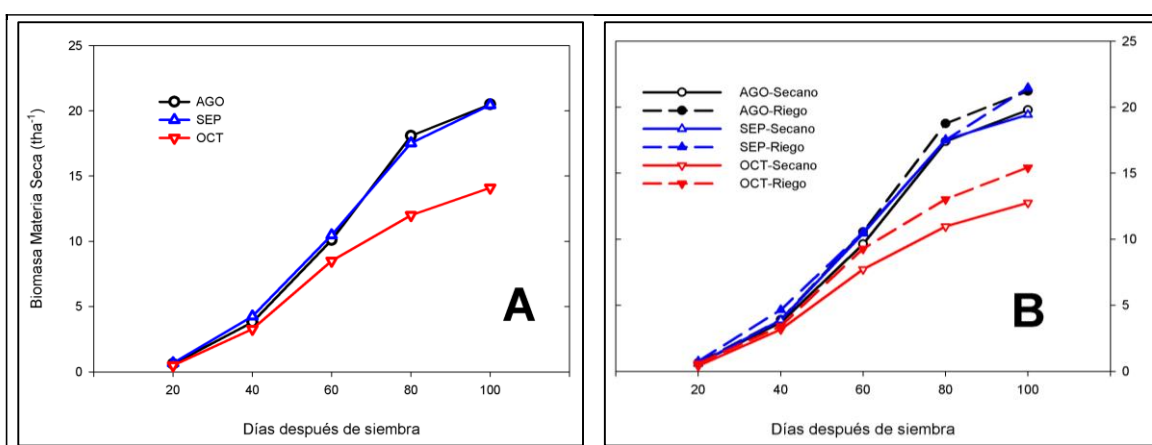 25
20
15
10
5
0
Biomasa Materia Seca (tha⁻¹)
AGO
SEP
OCT
A
20 40 60 80 100
Días después de siembra
AGO-Secano
AGO-Riego
SEP-Secano
SEP-Riego
OCT-Secano
OCT-Riego
B
25
20
15
10
5
0
20 40 60 80 100
Días después de siembra